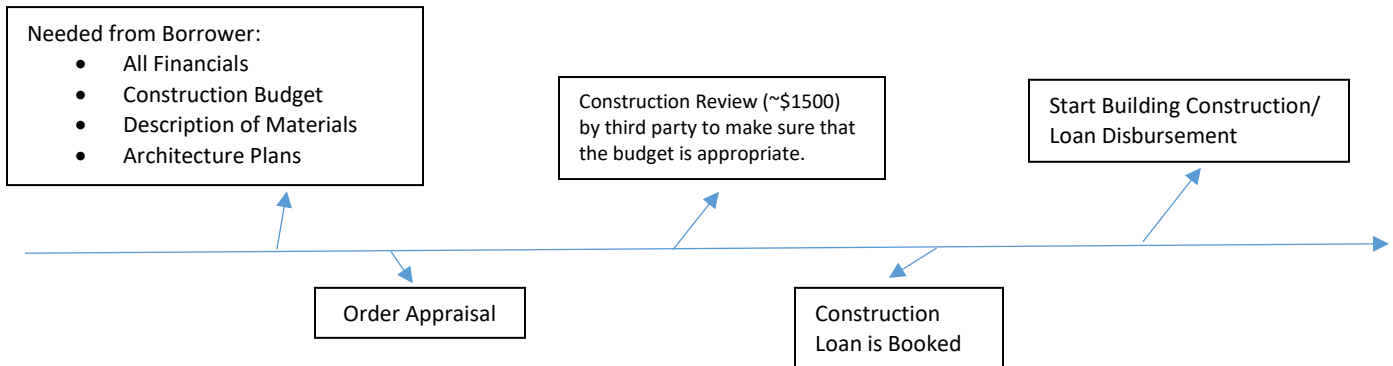 Needed from Borrower:
• All Financials
• Construction Budget
• Description of Materials
• Architecture Plans
Construction Review (~$1500)
by third party to make sure that
the budget is appropriate.
Start Building Construction/
Loan Disbursement
Order Appraisal
Construction
Loan is Booked